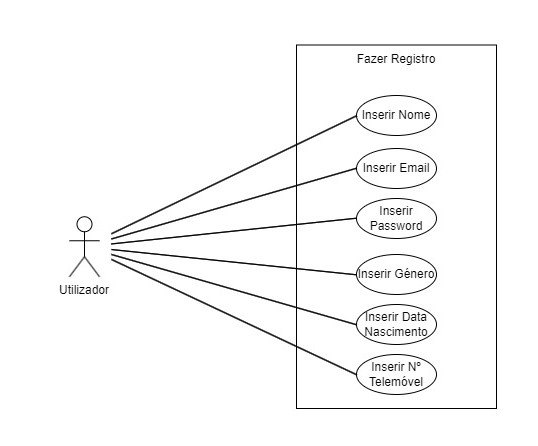 Fazer Registro
Inserir Nome
Inserir Email
Inserir
Password
Inserir Género
Inserir Data
Nascimento
Inserir Nº
Telemóvel
Utilizador